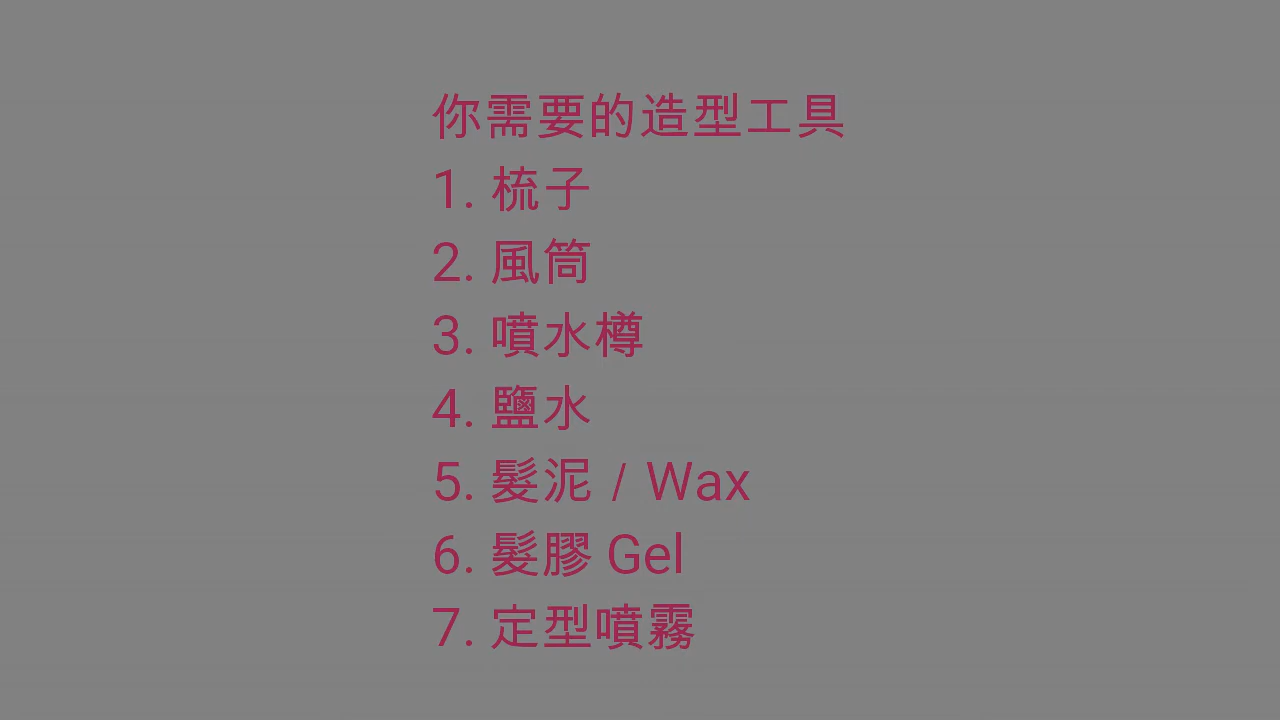 你需要的造型工具
1. 梳子
2. 風筒
3. 噴水樽
4. 鹽水
5. 髮泥 / Wax
6. 髮膠 Gel
7. 定型噴霧